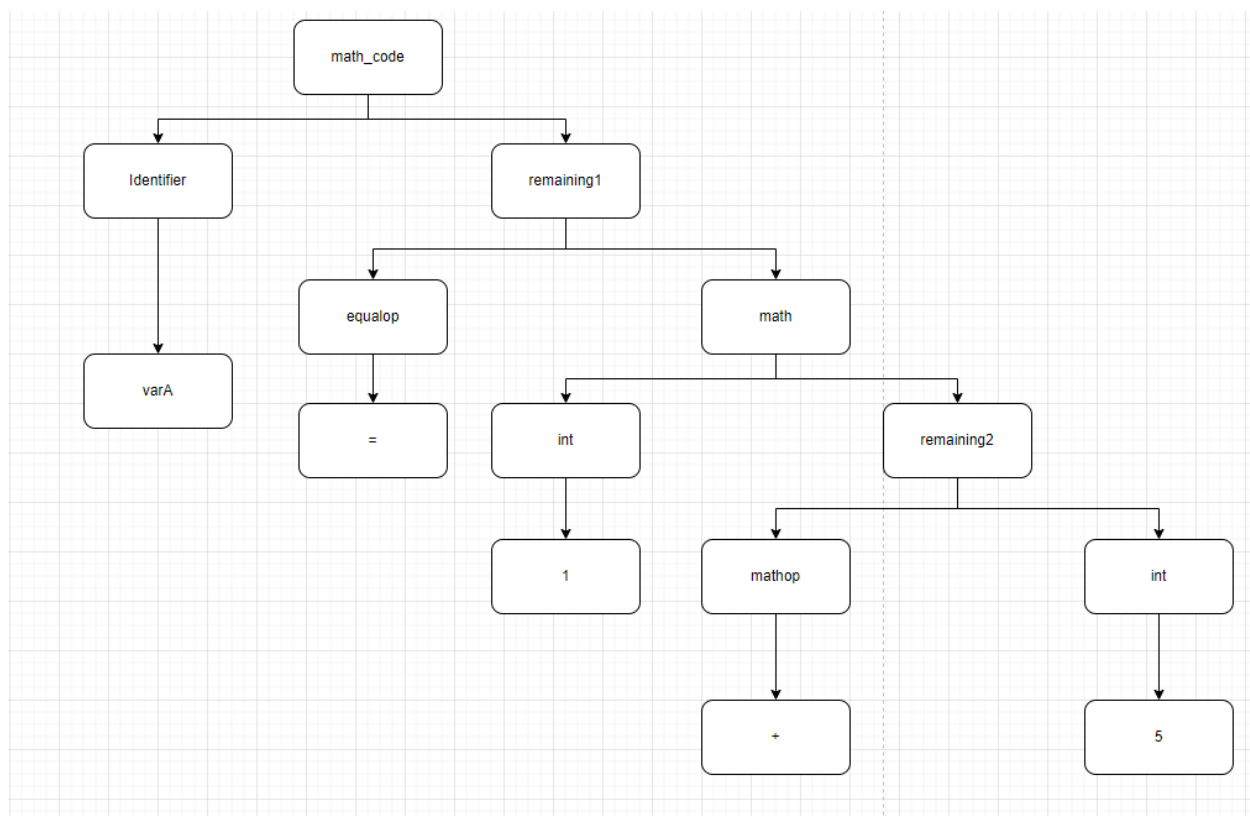 math_code
Identifier
remaining1
equalop
math
varA
=
int
remaining2
1
mathop
int
+
5